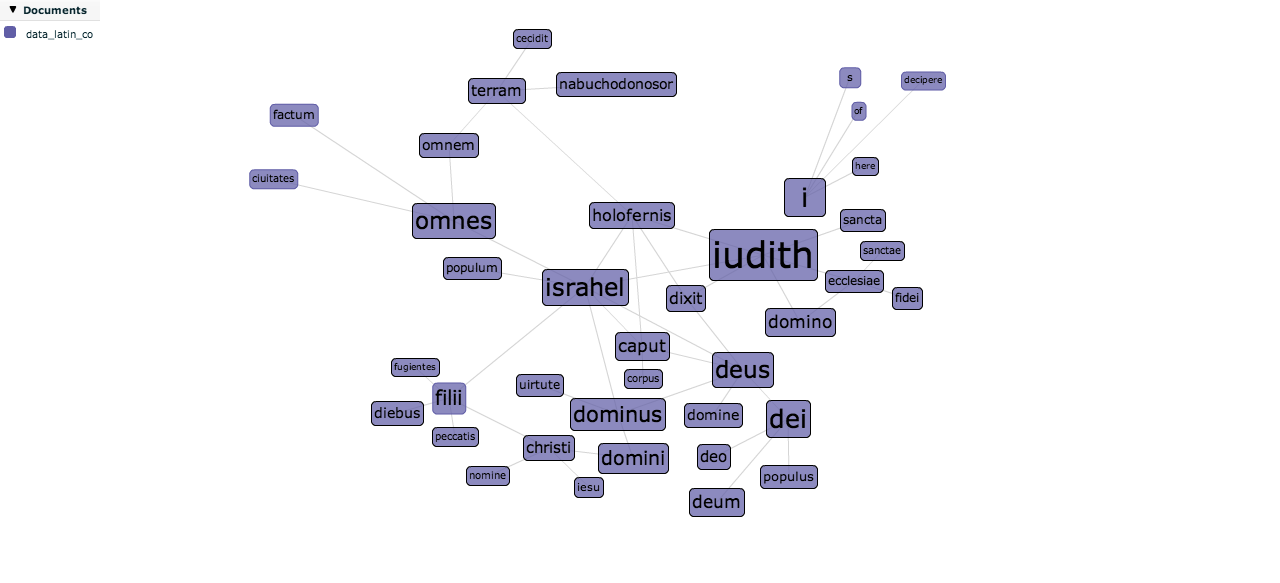 ▼ Documents
data_latin_co
cecidit
s
decipere
terram
nabuchodonosor
factum
of
omnem
here
ciuitates
i
omnes
holofernis
sancta
iudith
sanctae
populum
ecclesiae
israhel
dixit
fidei
domino
caput
fugientes
deus
corpus
uirtute
filii
diebus
dominus
domine
dei
peccatis
christi
domini
deo
nomine
iesu
populus
deum